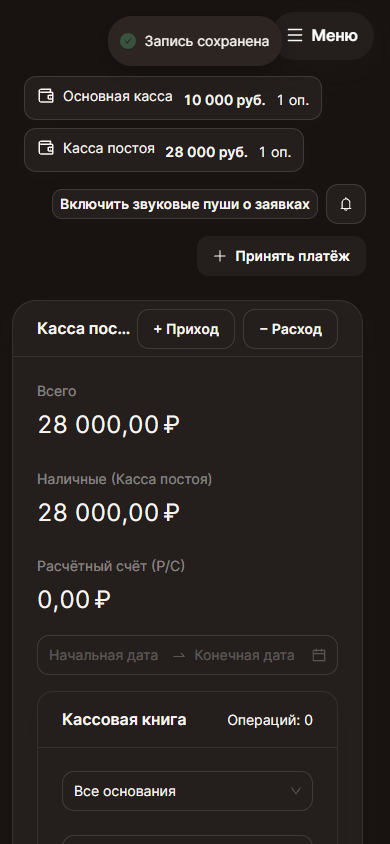 Запись сохранена
Меню
Основная касса 10 000 руб. 1 оп.
Касса постоя 28 000 руб. 1 оп.
Включить звуковые пуши о заявках
+ Принять платёж
Касса пос... + Приход − Расход
Всего
28 000,00 ₽
Наличные (Касса постоя)
28 000,00 ₽
Расчётный счёт (Р/С)
0,00 ₽
Начальная дата → Конечная дата
Кассовая книга Операций: 0
Все основания